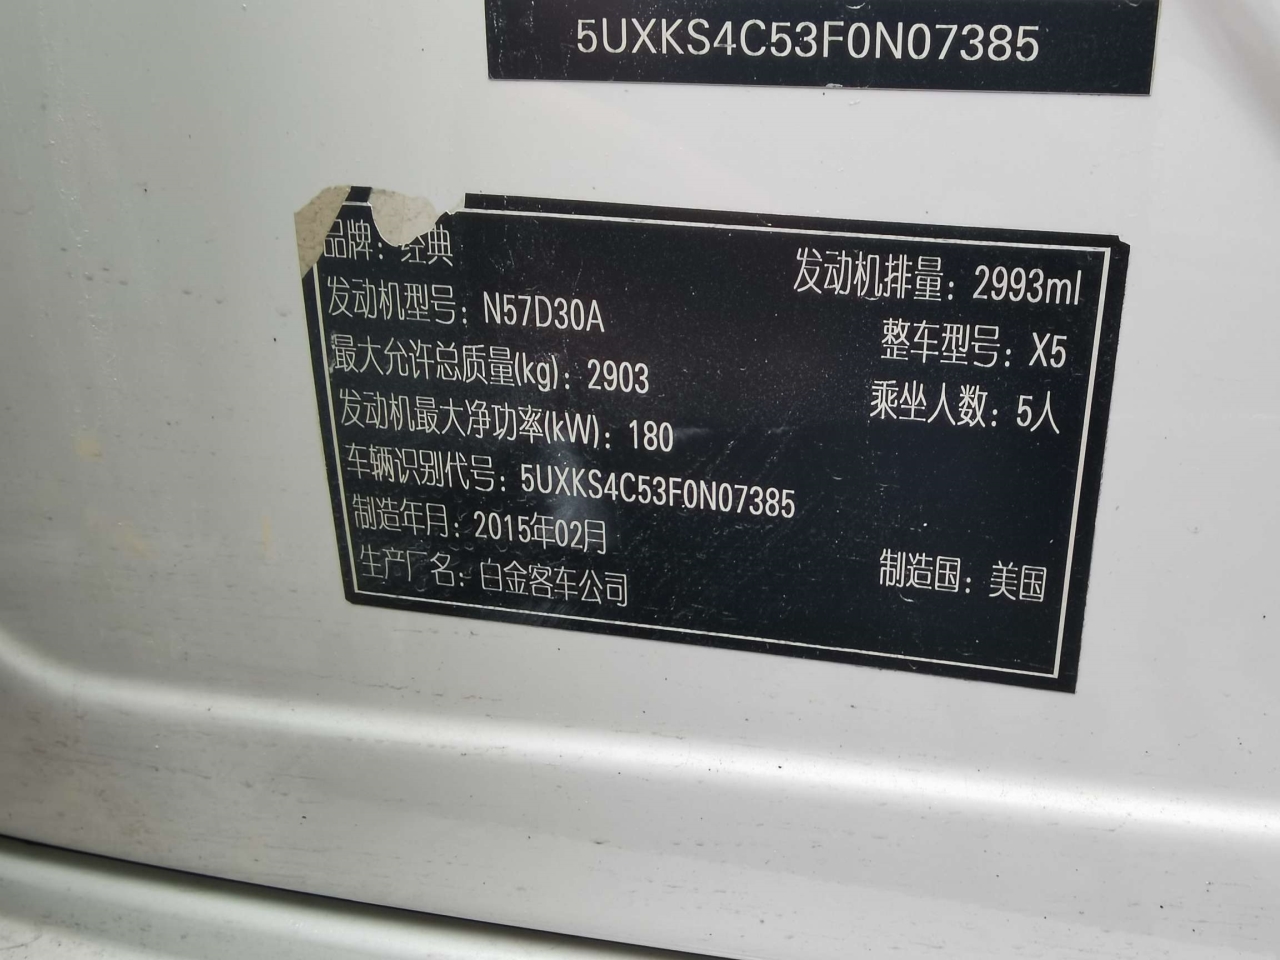 5UXKS4C53F0N07385
品牌：经典
发动机排量：2993ml
发动机型号：N57D30A
整车型号：X5
最大允许总质量(kg)：2903
乘坐人数：5人
发动机最大净功率(kW)：180
车辆识别代号：5UXKS4C53F0N07385
制造年月：2015年02月
制造国：美国
生产厂名：白金客车公司